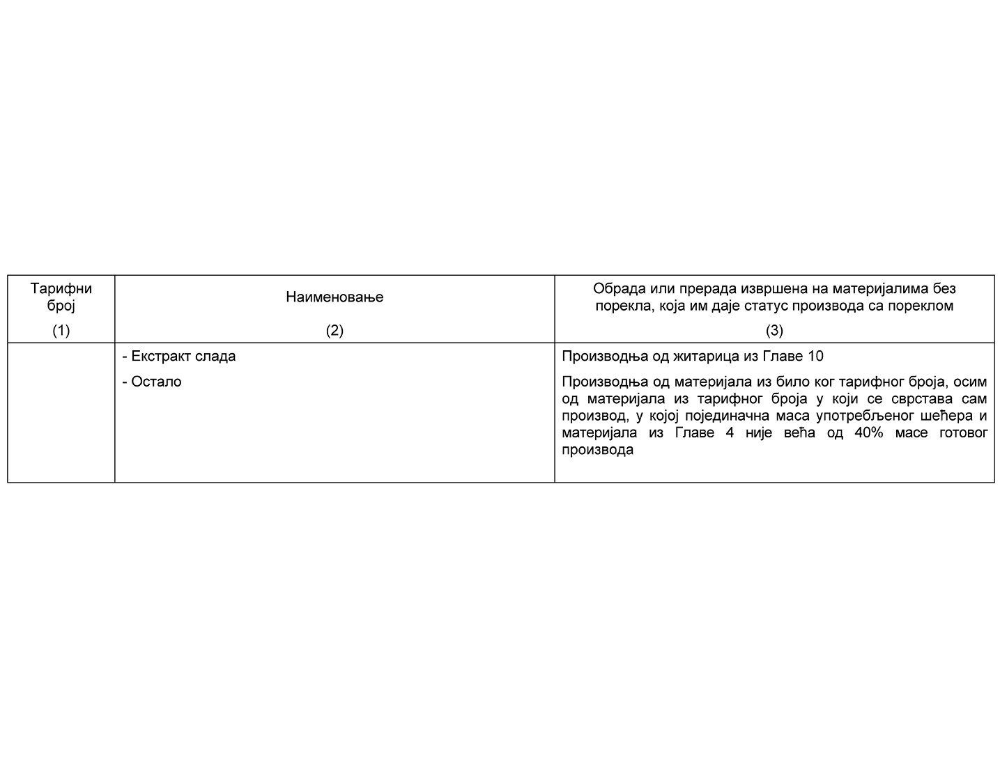 Тарифни
број
(1)
Наименовање
(2)
Обрада или прерада извршена на материјалима без
порекла, која им даје статус производа са пореклом
(3)
- Екстракт слада
Производња од житарица из Главе 10
- Остало
Производња од материјала из било ког тарифног броја, осим
од материјала из тарифног броја у који се сврстава сам
производ, у којој појединачна маса употребљеног шећера и
материјала из Главе 4 није већа од 40% масе готовог
производа